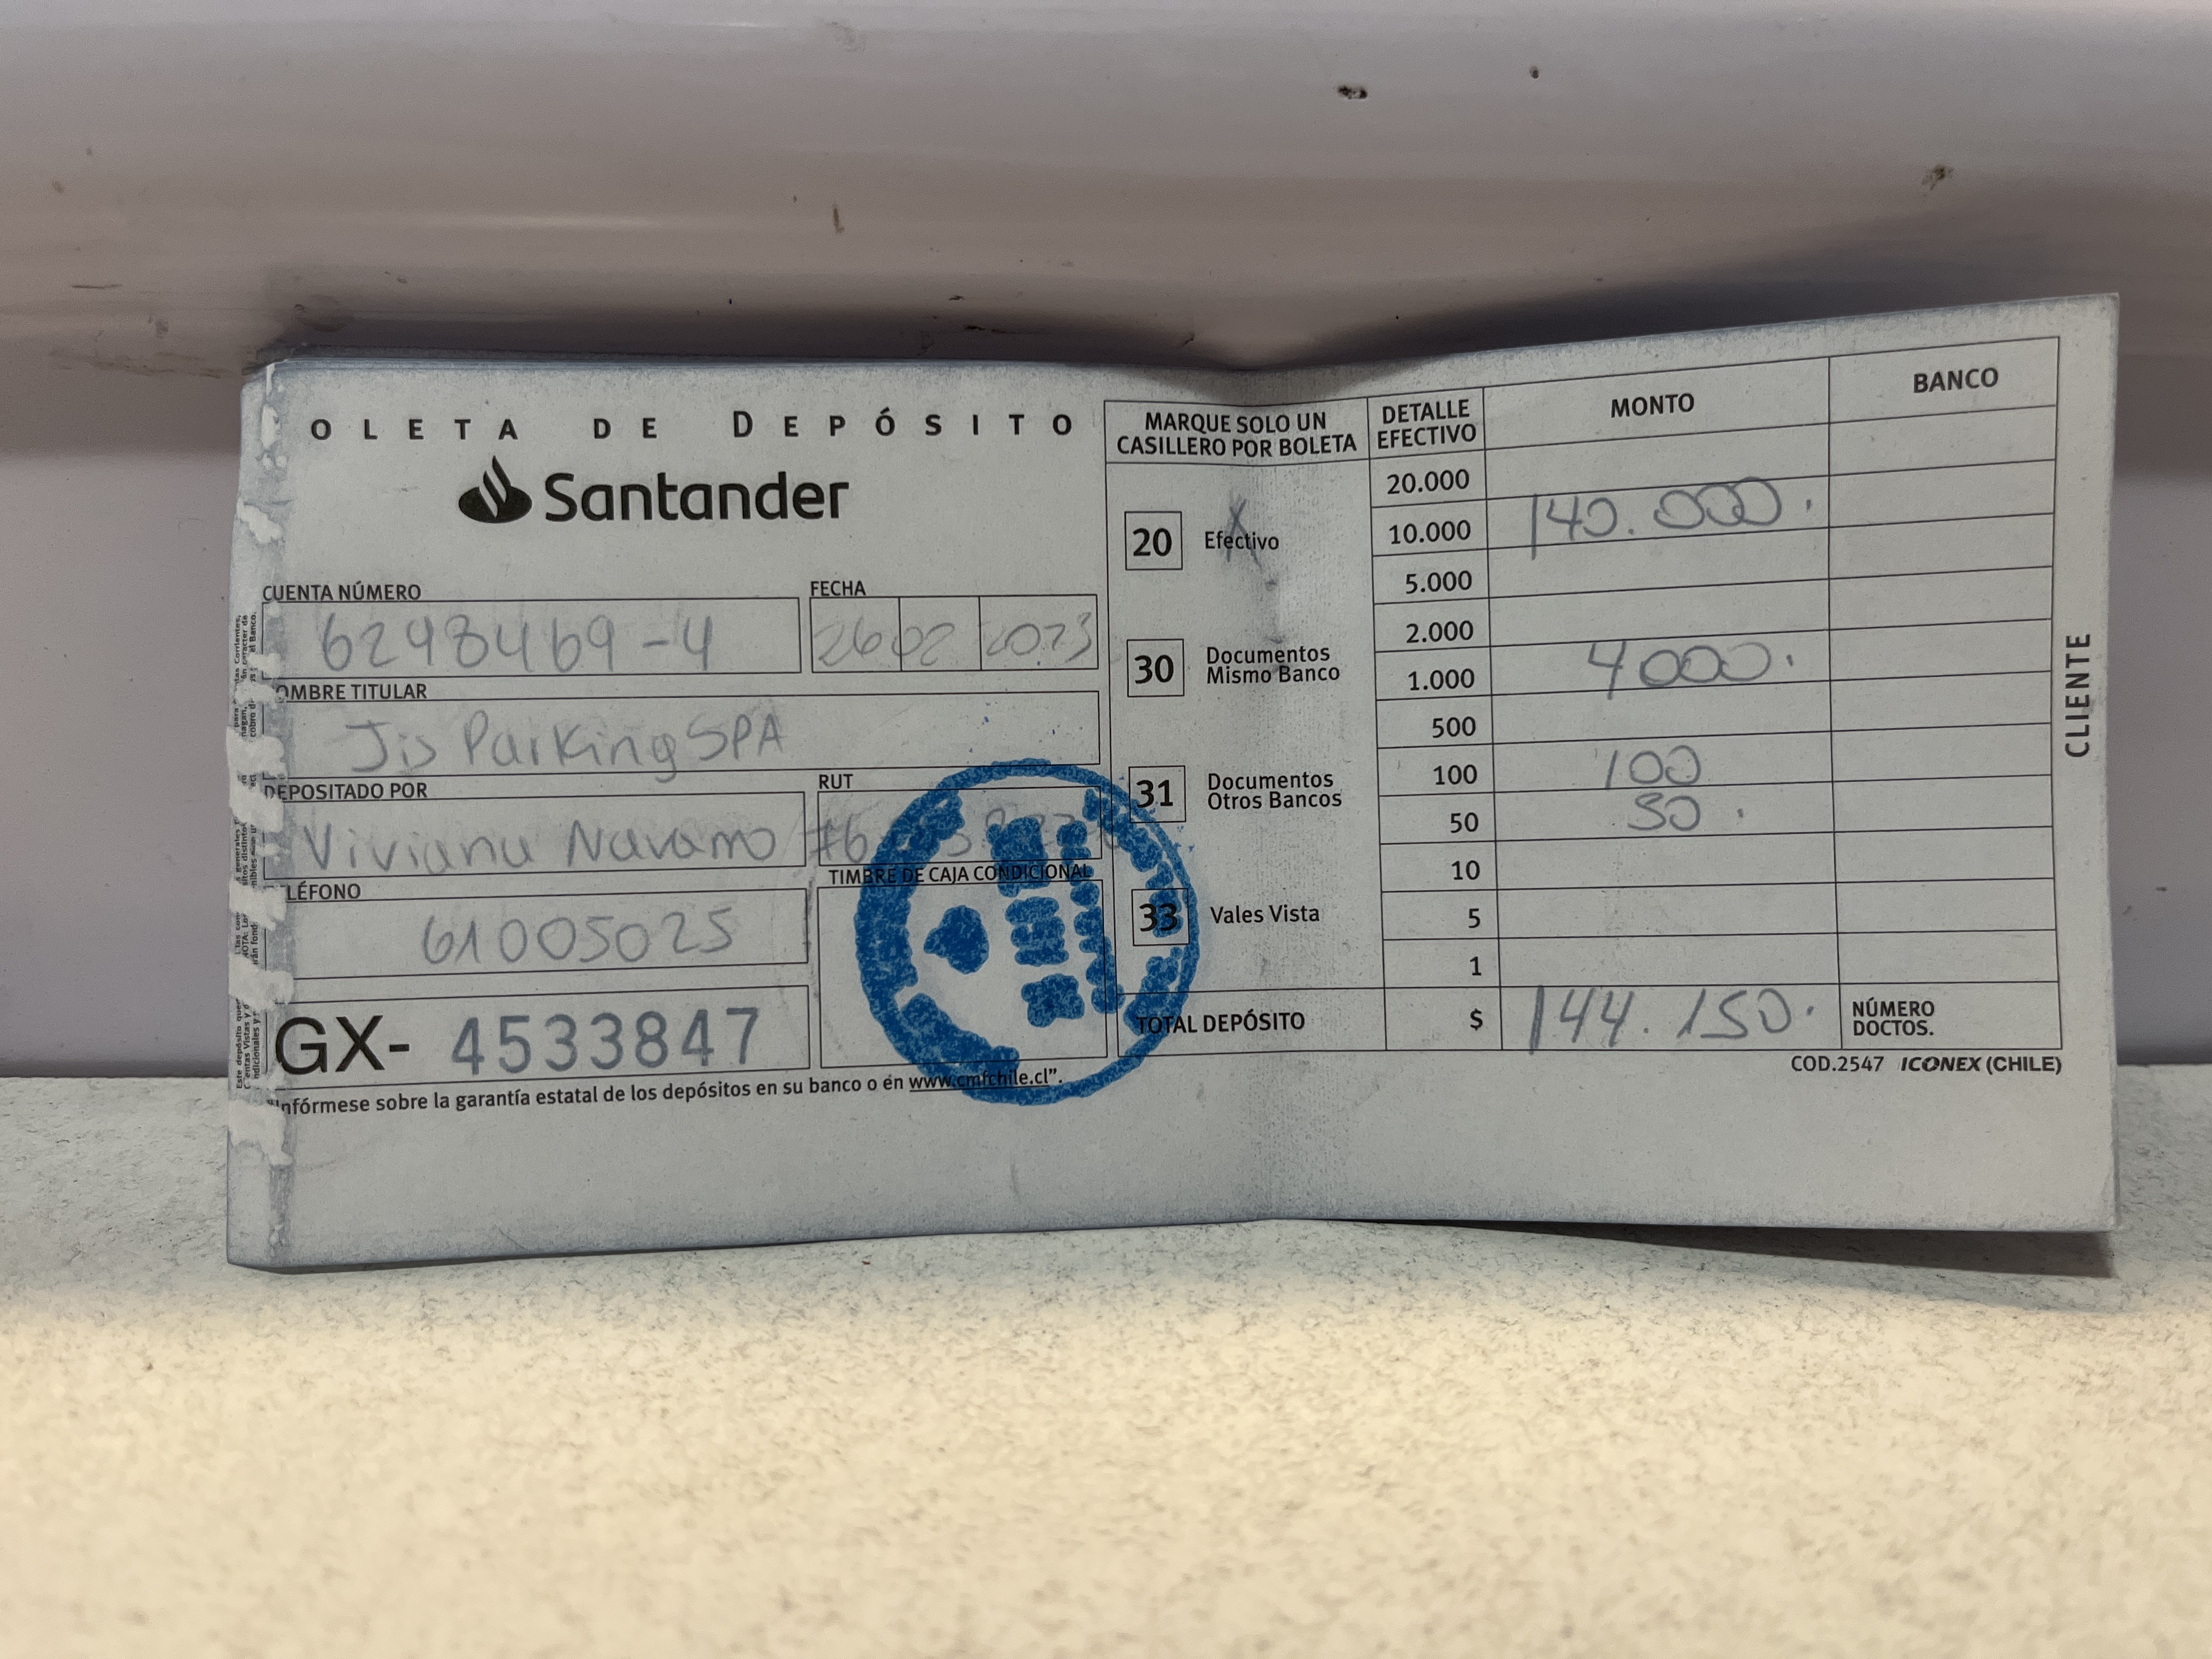 OLETA DE DEPÓSITO
Santander
CUENTA NÚMERO
62498469-4
FECHA
26 02 2023
OMBRE TITULAR
Jis Parking SPA
DEPOSITADO POR
Viviana Navarro
RUT
LÉFONO
61005025
TIMBRE DE CAJA CONDICIONAL
GX- 4533847
"Infórmese sobre la garantía estatal de los depósitos en su banco o en www.cmfchile.cl".
MARQUE SOLO UN
CASILLERO POR BOLETA
20 Efectivo X
30 Documentos
Mismo Banco
31 Documentos
Otros Bancos
33 Vales Vista
DETALLE
EFECTIVO
MONTO
BANCO
20.000
10.000 140.000.
5.000
2.000
1.000 4000.
500
100 100
50 50.
10
5
1
TOTAL DEPÓSITO $ 144.150.
NÚMERO
DOCTOS.
COD.2547 ICONEX (CHILE)
CLIENTE